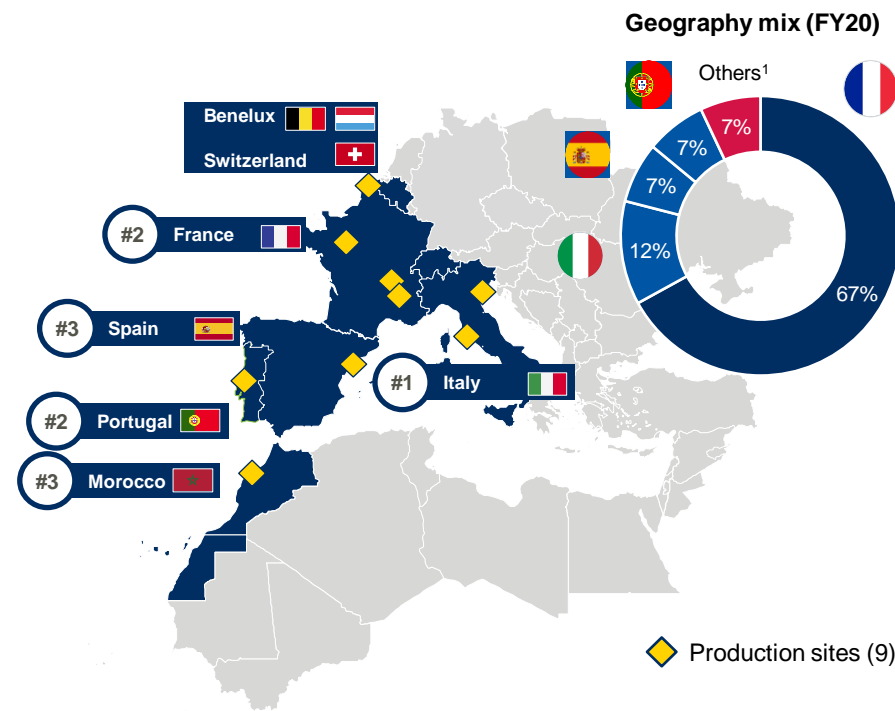 Geography mix (FY20)
Others¹
7%
7%
7%
12%
67%
Benelux
Switzerland
#2 France
#3 Spain
#1 Italy
#2 Portugal
#3 Morocco
Production sites (9)